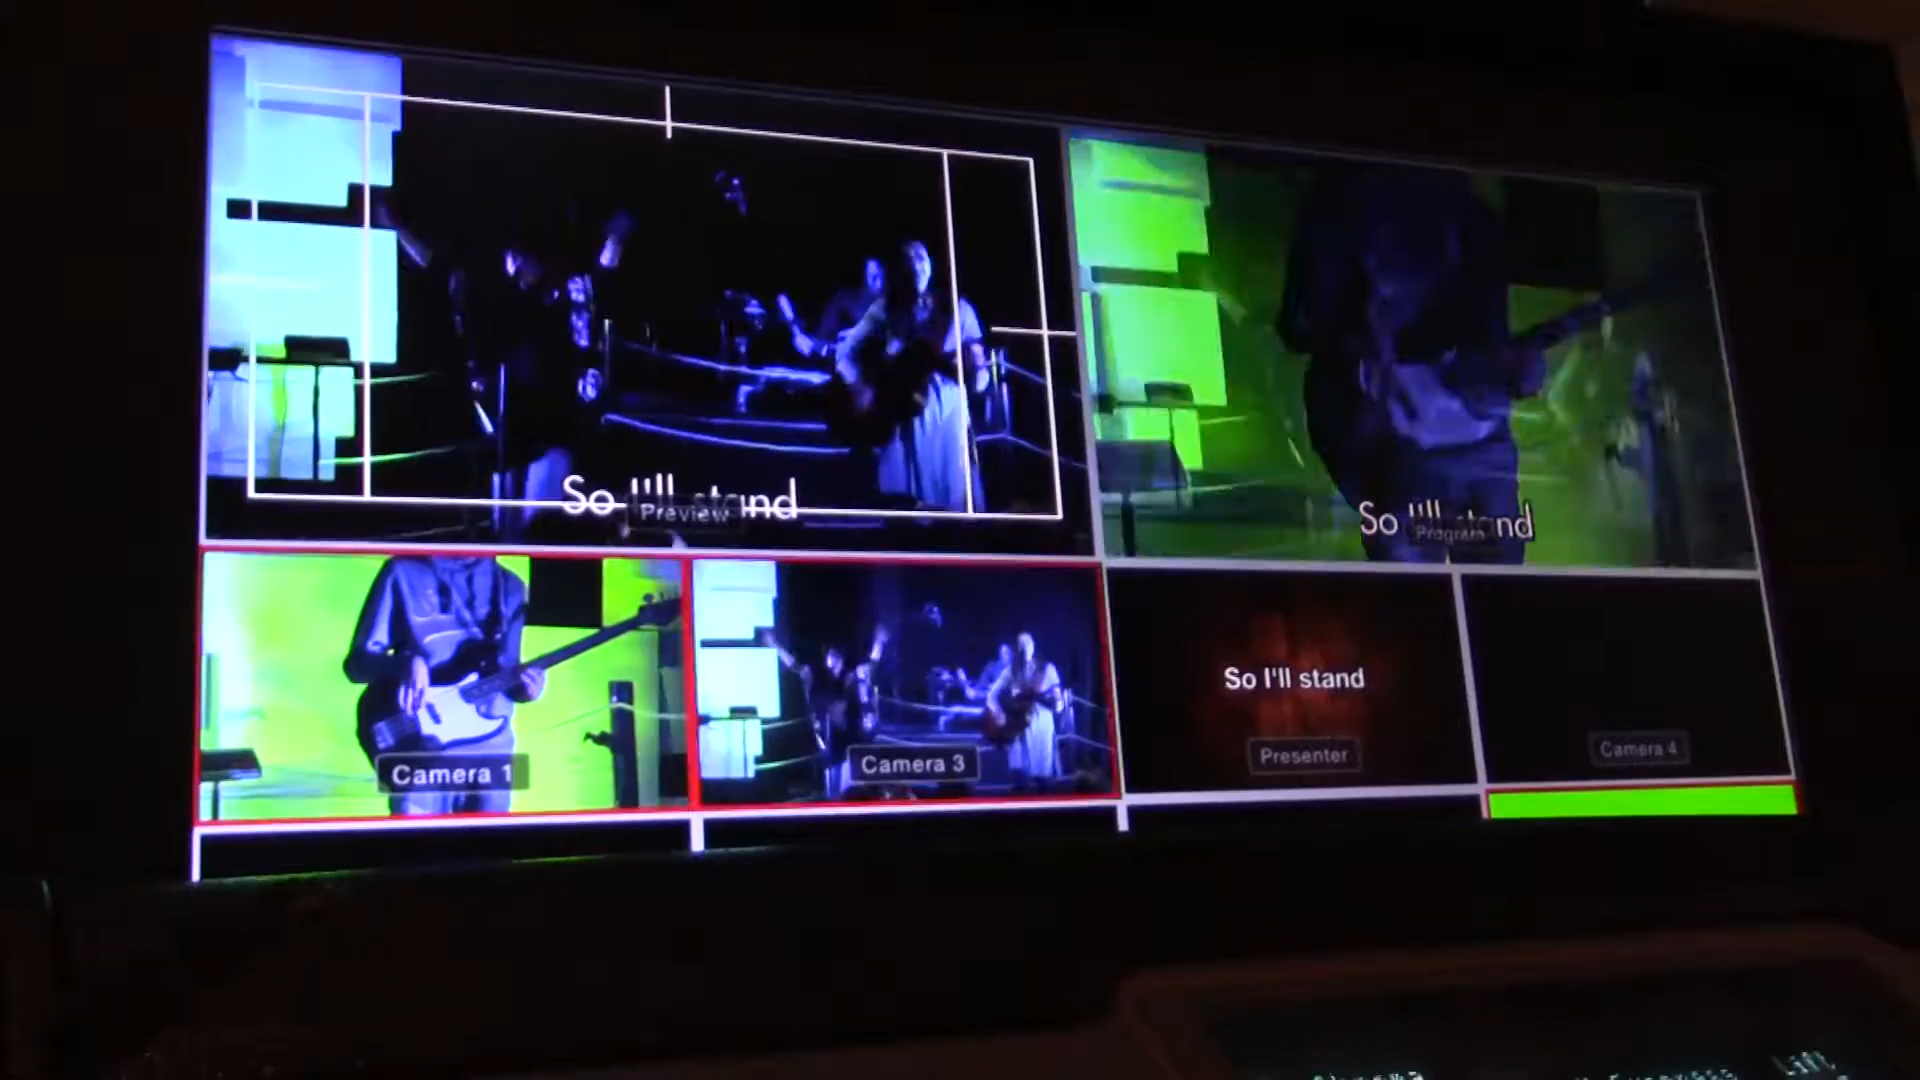 So I'll stand
Preview
So I'll stand
Program
Camera 1
Camera 3
So I'll stand
Presenter
Camera 4